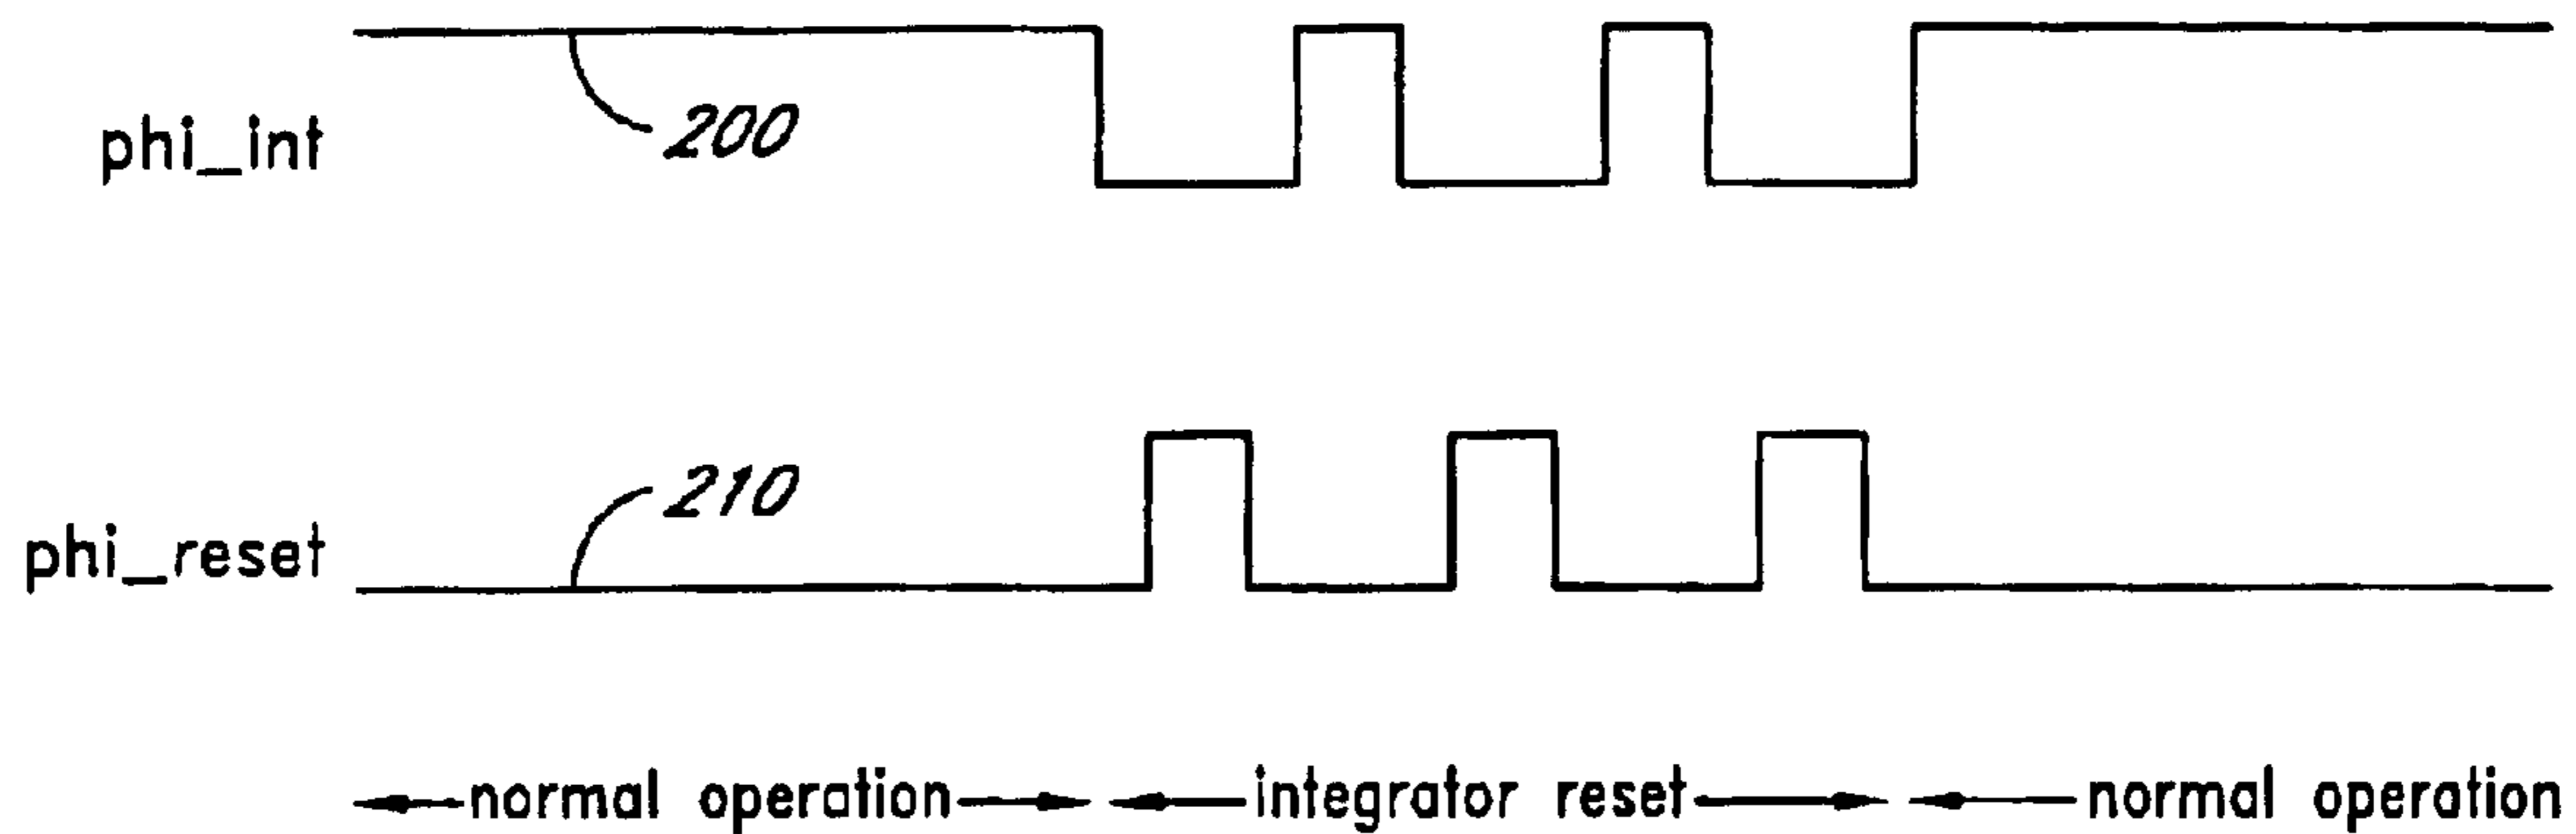 200
phi_int
210
phi_reset
normal operation integrator reset normal operation